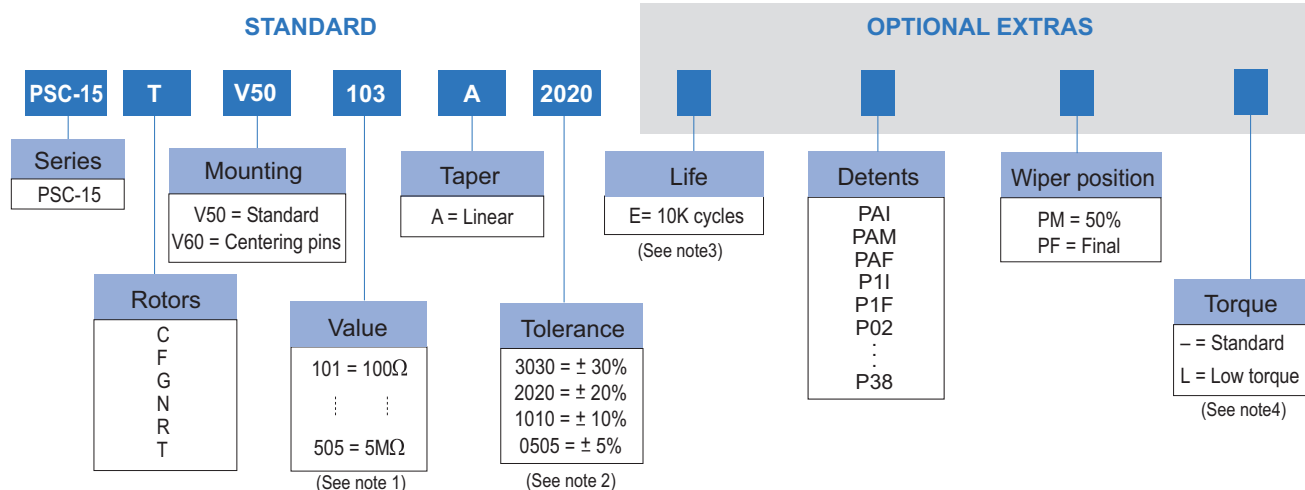 STANDARD
OPTIONAL EXTRAS
PSC-15 T V50 103 A 2020
Series
PSC-15
Mounting
V50 = Standard
V60 = Centering pins
Taper
A = Linear
Life
E= 10K cycles
(See note3)
Detents
PAI
PAM
PAF
P1I
P1F
P02
:
:
P38
Wiper position
PM = 50%
PF = Final
Rotors
C
F
G
N
R
T
Value
101 = 100Ω
505 = 5MΩ
(See note 1)
Tolerance
3030 = ± 30%
2020 = ± 20%
1010 = ± 10%
0505 = ± 5%
(See note 2)
Torque
– = Standard
L = Low torque
(See note4)